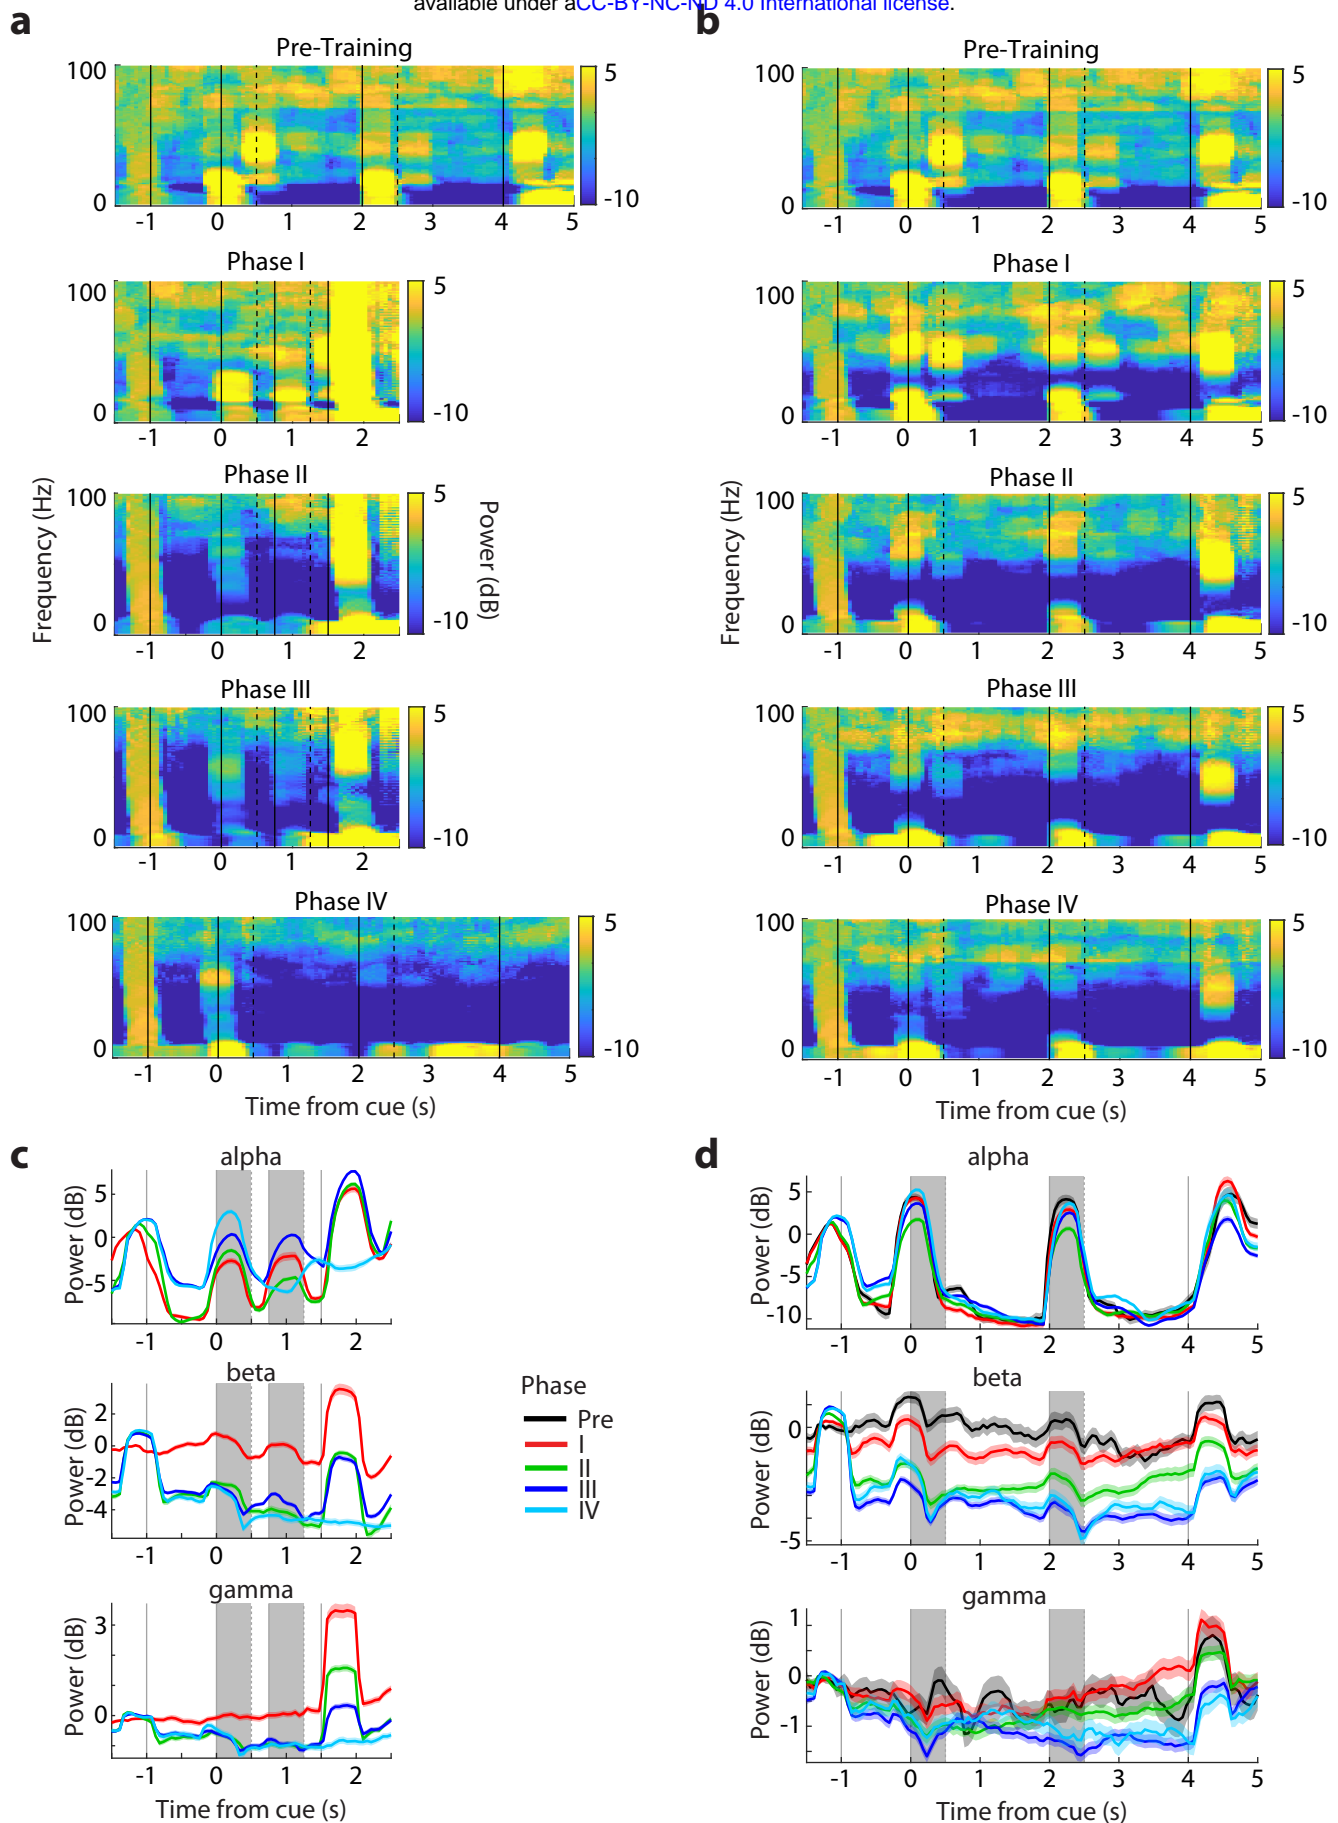 available under aCC-BY-NC-ND 4.0 International license.
a
Pre-Training
100
0
-1 0 1 2 3 4 5
5
-10
Phase I
100
0
-1 0 1 2
5
-10
Phase II
100
0
-1 0 1 2
5
-10
Frequency (Hz)
Power (dB)
Phase III
100
0
-1 0 1 2
5
-10
Phase IV
100
0
-1 0 1 2 3 4 5
5
-10
Time from cue (s)
b
Pre-Training
100
0
-1 0 1 2 3 4 5
5
-10
Phase I
100
0
-1 0 1 2 3 4 5
5
-10
Phase II
100
0
-1 0 1 2 3 4 5
5
-10
Frequency (Hz)
Phase III
100
0
-1 0 1 2 3 4 5
5
-10
Phase IV
100
0
-1 0 1 2 3 4 5
5
-10
Time from cue (s)
c
alpha
Power (dB)
5
0
-5
-1 0 1 2
beta
Power (dB)
2
0
-2
-4
-1 0 1 2
gamma
Power (dB)
3
0
-1 0 1 2
Time from cue (s)
Phase
Pre
I
II
III
IV
d
alpha
Power (dB)
5
0
-5
-10
-1 0 1 2 3 4 5
beta
Power (dB)
0
-5
-1 0 1 2 3 4 5
gamma
Power (dB)
1
0
-1
-1 0 1 2 3 4 5
Time from cue (s)